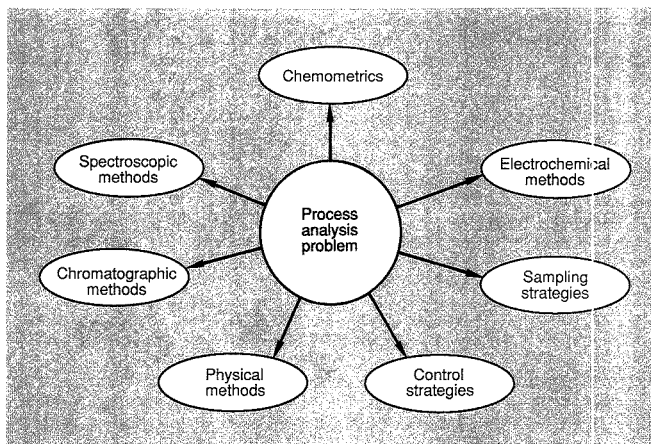 Chemometrics
Spectroscopic
methods
Electrochemical
methods
Process
analysis
problem
Chromatographic
methods
Sampling
strategies
Physical
methods
Control
strategies